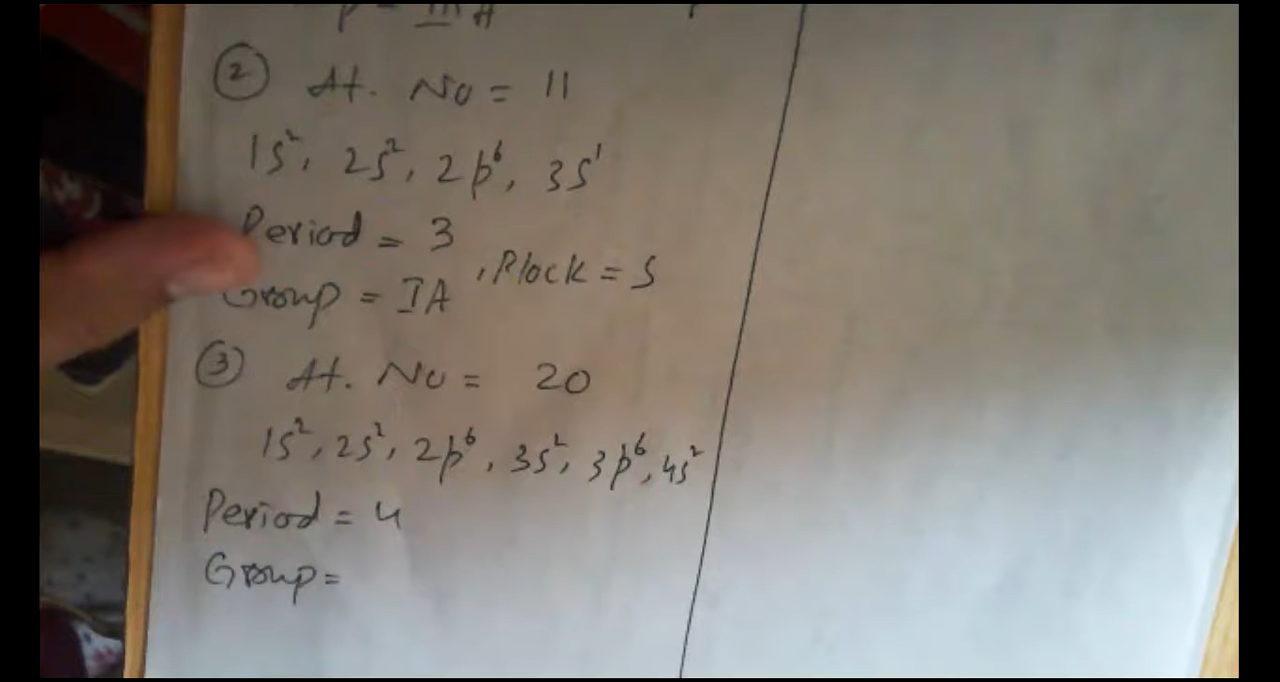 ② At. No = 11
1s², 2s², 2p⁶, 3s¹
Period = 3
Group = IA , Block = S
③ At. No = 20
1s², 2s², 2p⁶, 3s², 3p⁶, 4s²
Period = 4
Group =